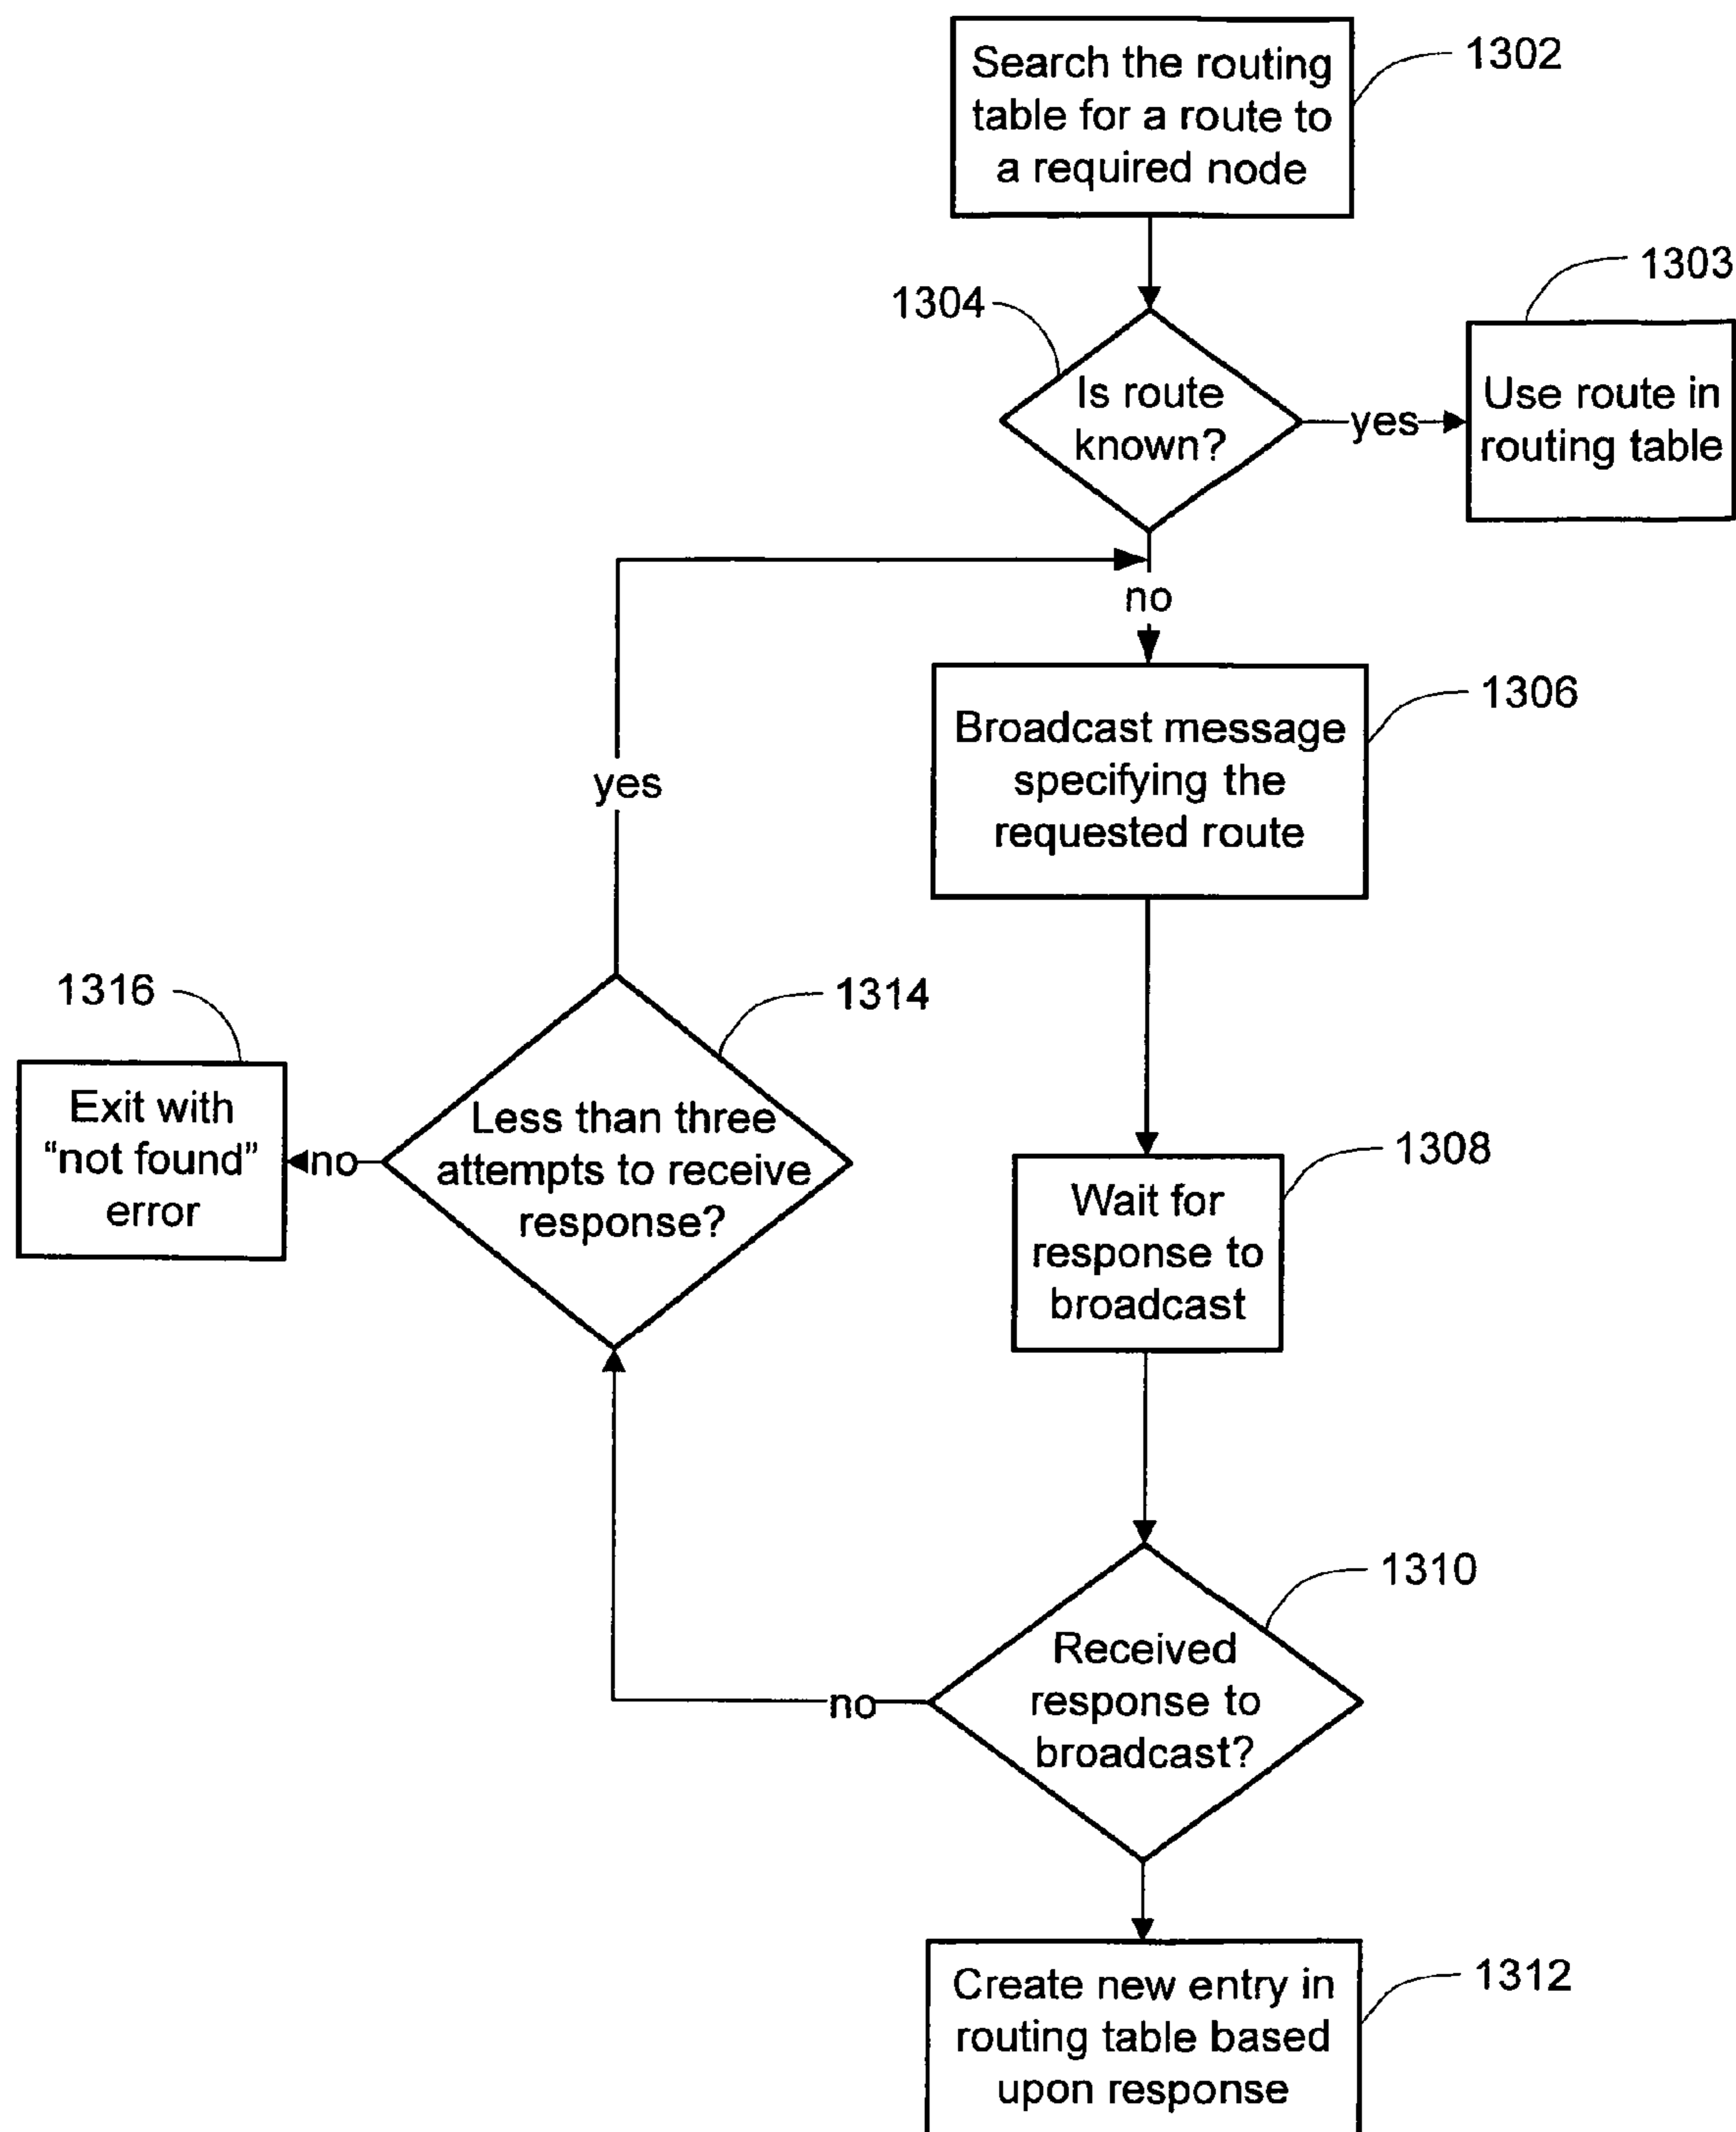 Search the routing
table for a route to
a required node
1302
1303
1304
Is route
known?
yes
Use route in
routing table
no
yes
Broadcast message
specifying the
requested route
1306
1316
1314
Exit with
“not found”
error
no
Less than three
attempts to receive
response?
1308
Wait for
response to
broadcast
1310
Received
response to
broadcast?
no
Create new entry in
routing table based
upon response
1312